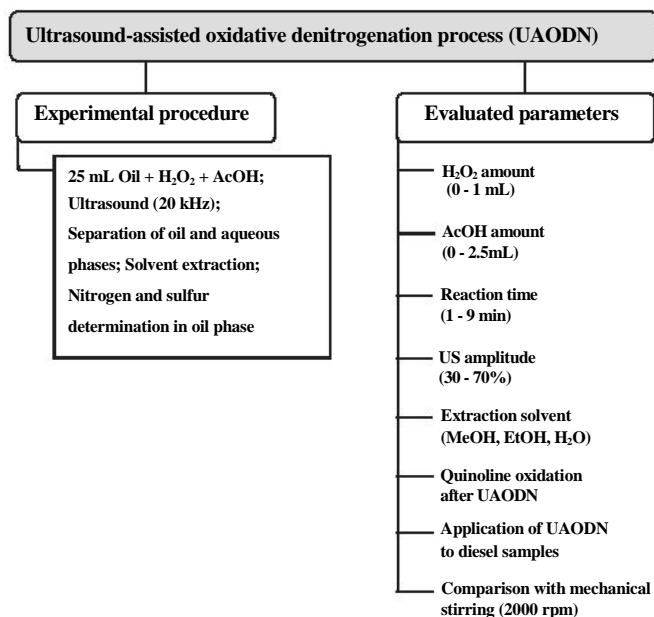 Ultrasound-assisted oxidative denitrogenation process (UAODN)
Experimental procedure
25 mL Oil + H₂O₂ + AcOH;
Ultrasound (20 kHz);
Separation of oil and aqueous
phases; Solvent extraction;
Nitrogen and sulfur
determination in oil phase
Evaluated parameters
H₂O₂ amount
(0 - 1 mL)
AcOH amount
(0 - 2.5mL)
Reaction time
(1 - 9 min)
US amplitude
(30 - 70%)
Extraction solvent
(MeOH, EtOH, H₂O)
Quinoline oxidation
after UAODN
Application of UAODN
to diesel samples
Comparison with mechanical
stirring (2000 rpm)